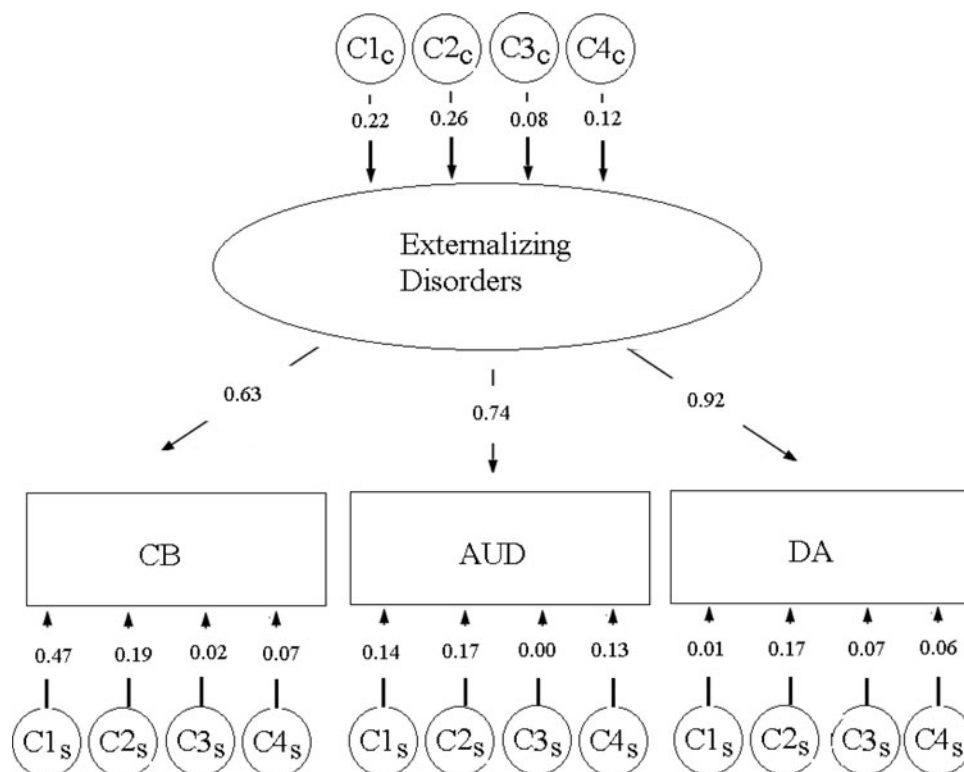 C1c C2c C3c C4c
0.22 0.26 0.08 0.12
Externalizing
Disorders
0.63 0.74 0.92
CB AUD DA
0.47 0.19 0.02 0.07 0.14 0.17 0.00 0.13 0.01 0.17 0.07 0.06
C1s C2s C3s C4s C1s C2s C3s C4s C1s C2s C3s C4s